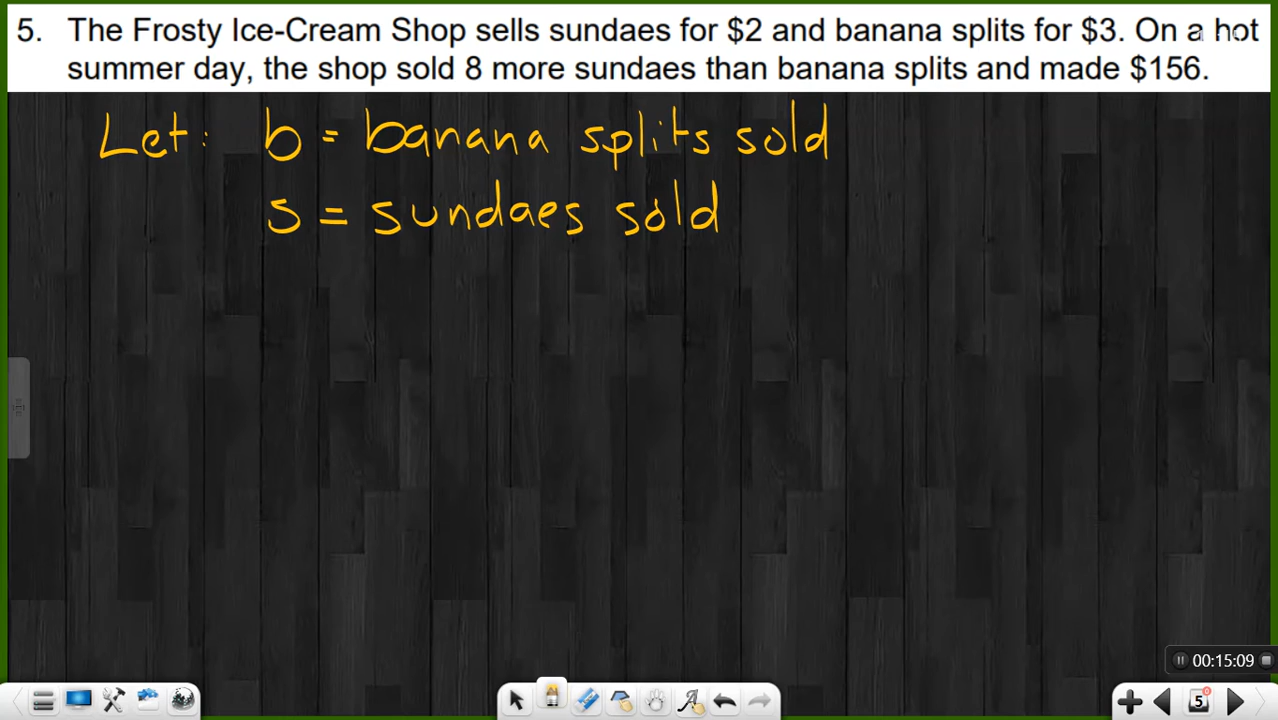 5. The Frosty Ice-Cream Shop sells sundaes for $2 and banana splits for $3. On a hot
summer day, the shop sold 8 more sundaes than banana splits and made $156.
Let: b = banana splits sold
s = sundaes sold
00:15:09
5